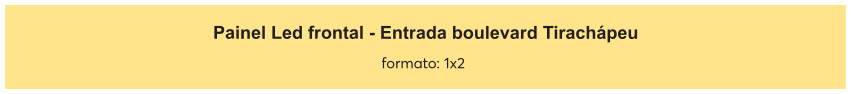 Painel Led frontal - Entrada boulevard Tirachápeu
formato: 1x2